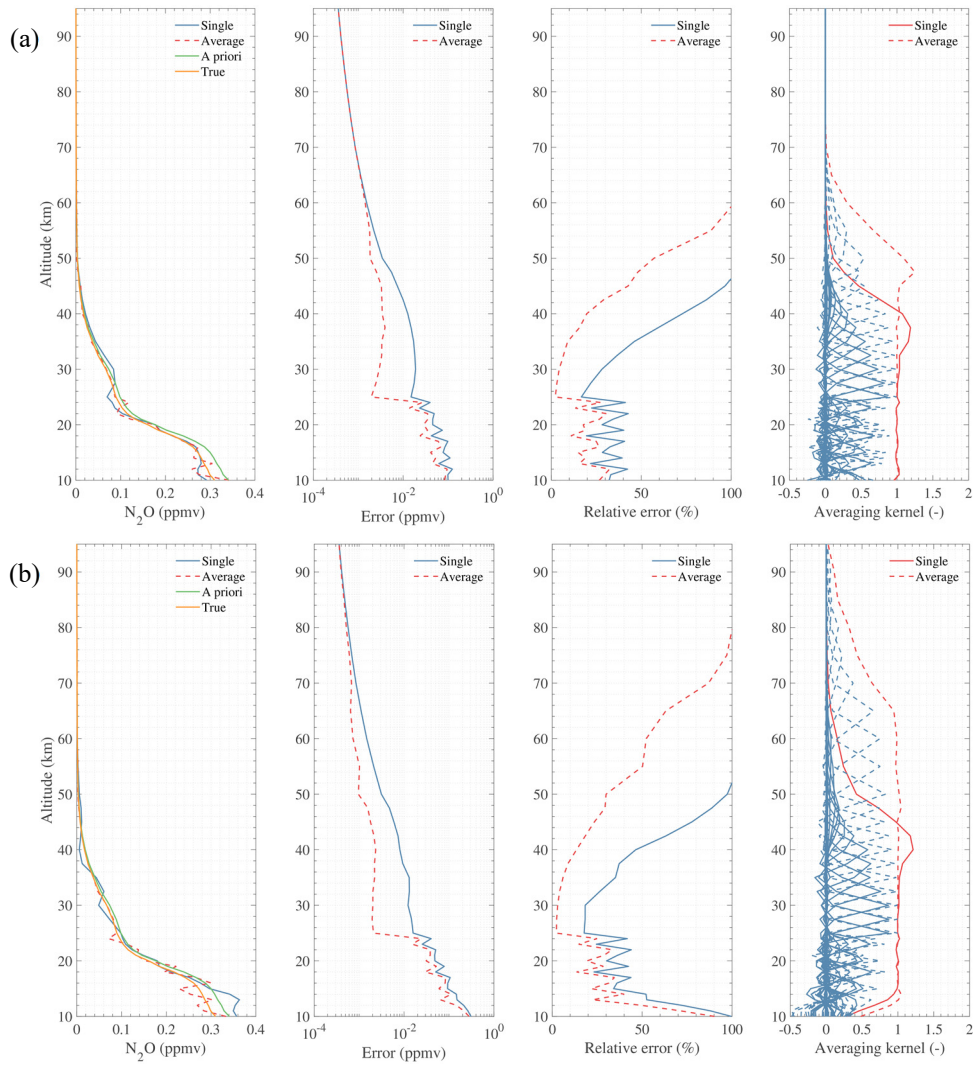 (a)
Single
Average
A priori
True
95
90
80
70
60
50
40
30
20
10
Altitude (km)
0
0.1
0.2
0.3
0.4
N2O (ppmv)
Single
Average
10^-4
10^-2
10^0
Error (ppmv)
Single
Average
0
50
100
Relative error (%)
Single
Average
-0.5
0
0.5
1
1.5
2
Averaging kernel (-)
(b)
Single
Average
A priori
True
90
80
70
60
50
40
30
20
10
Altitude (km)
0
0.1
0.2
0.3
0.4
N2O (ppmv)
Single
Average
10^-4
10^-2
10^0
Error (ppmv)
Single
Average
0
50
100
Relative error (%)
Single
Average
-0.5
0
0.5
1
1.5
2
Averaging kernel (-)